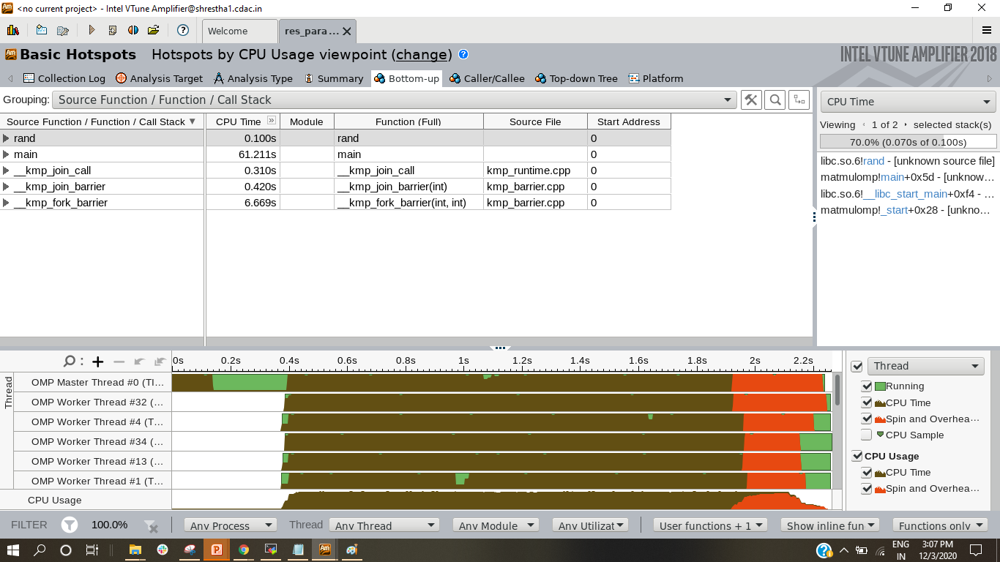 <no current project> - Intel VTune Amplifier@shrestha1.cdac.in
Welcome
res_para...
Basic Hotspots Hotspots by CPU Usage viewpoint (change)
INTEL VTUNE AMPLIFIER 2018
Collection Log Analysis Target Analysis Type Summary Bottom-up Caller/Callee Top-down Tree Platform
Grouping: Source Function / Function / Call Stack
Source Function / Function / Call Stack CPU Time Module Function (Full) Source File Start Address
rand 0.100s rand 0
main 61.211s main 0
__kmp_join_call 0.310s __kmp_join_call kmp_runtime.cpp 0
__kmp_join_barrier 0.420s __kmp_join_barrier(int) kmp_barrier.cpp 0
__kmp_fork_barrier 6.669s __kmp_fork_barrier(int, int) kmp_barrier.cpp 0
CPU Time
Viewing 1 of 2 selected stack(s)
70.0% (0.070s of 0.100s)
libc.so.6!rand - [unknown source file]
matmulomp!main+0x5d - [unknow...
libc.so.6!__libc_start_main+0xf4 - ...
matmulomp!_start+0x28 - [unkno...
0s 0.2s 0.4s 0.6s 0.8s 1s 1.2s 1.4s 1.6s 1.8s 2s 2.2s
Thread
OMP Master Thread #0 (TI...
OMP Worker Thread #32 (...
OMP Worker Thread #4 (T...
OMP Worker Thread #34 (...
OMP Worker Thread #13 (...
OMP Worker Thread #1 (T...
CPU Usage
Thread
Running
CPU Time
Spin and Overhea...
CPU Sample
CPU Usage
CPU Time
Spin and Overhea...
FILTER 100.0% Any Process Thread Any Thread Any Module Any Utilizat User functions + 1 Show inline fun Functions only
ENG
IN
3:07 PM
12/3/2020